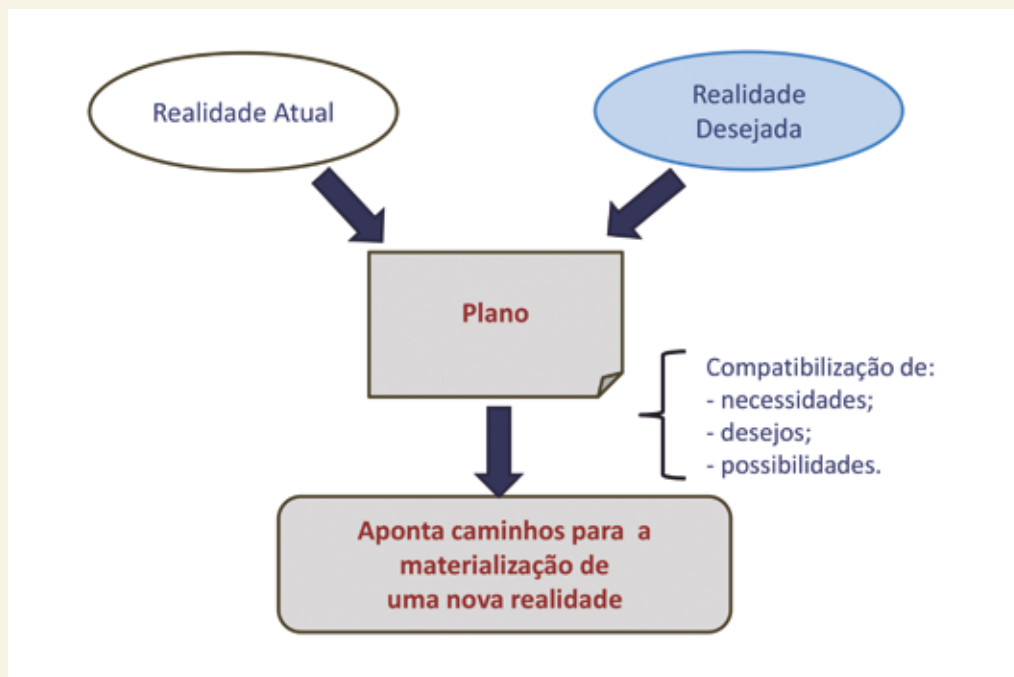 Realidade Atual
Realidade
Desejada
Plano
Compatibilização de:
- necessidades;
- desejos;
- possibilidades.
Aponta caminhos para a
materialização de
uma nova realidade